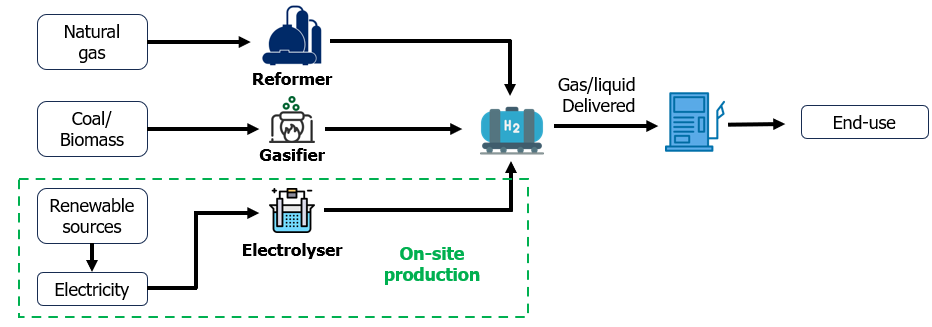 Natural
gas
Reformer
Coal/
Biomass
Gasifier
H2
Gas/liquid
Delivered
End-use
Renewable
sources
Electricity
+
-
Electrolyser
On-site
production